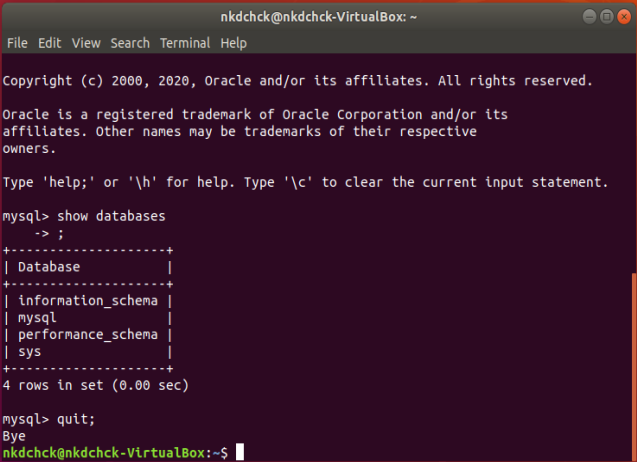 nkdchck@nkdchck-VirtualBox: ~
File Edit View Search Terminal Help
Copyright (c) 2000, 2020, Oracle and/or its affiliates. All rights reserved.
Oracle is a registered trademark of Oracle Corporation and/or its
affiliates. Other names may be trademarks of their respective
owners.
Type 'help;' or '\h' for help. Type '\c' to clear the current input statement.
mysql> show databases
    -> ;
+--------------------+
| Database           |
+--------------------+
| information_schema |
| mysql              |
| performance_schema |
| sys                |
+--------------------+
4 rows in set (0.00 sec)
mysql> quit;
Bye
nkdchck@nkdchck-VirtualBox:~$